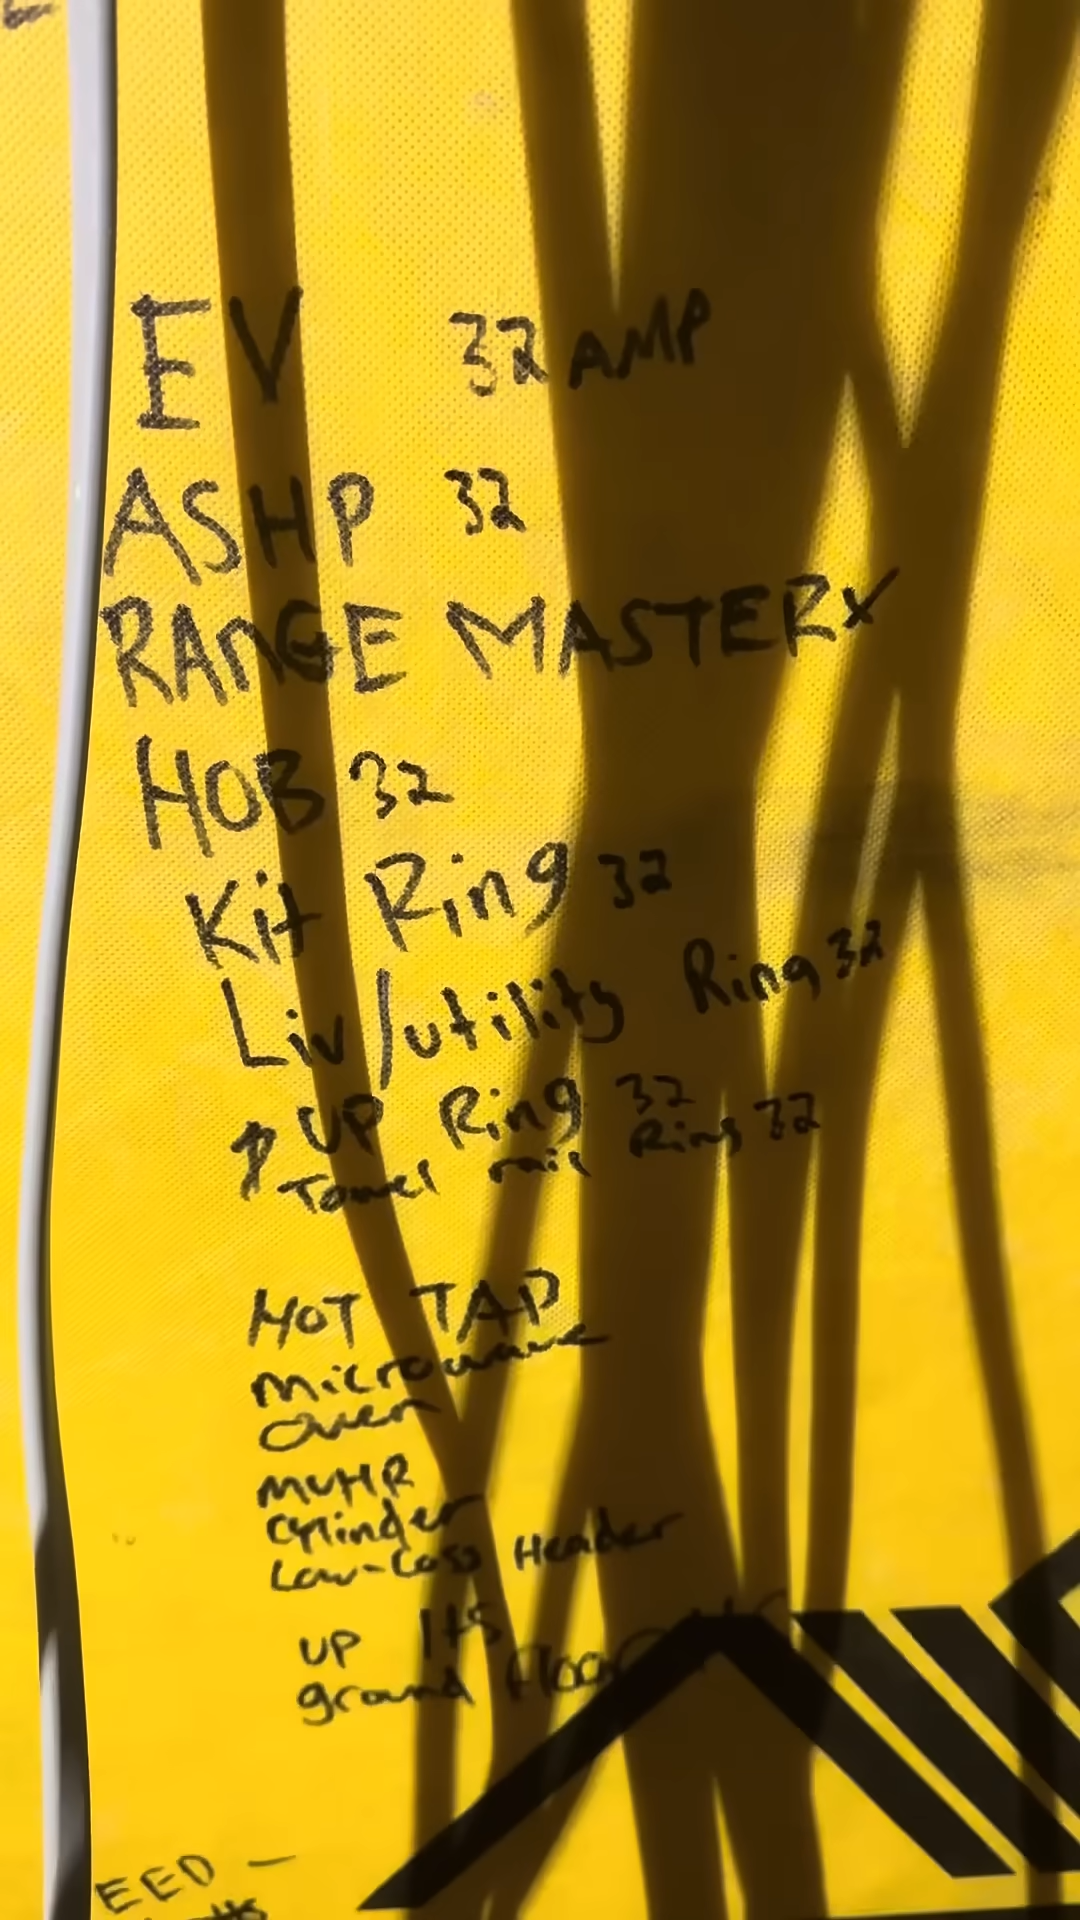 EV 32 AMP
ASHP 32
RANGE MASTER X
HOB 32
Kit Ring 32
Liv/utility Ring 32
UP Ring 32
Towel rail Ring 32
HOT TAP
microwave
oven
MVHR
Cylinder
Low-Loss Header
UP lts
ground floor
EED -